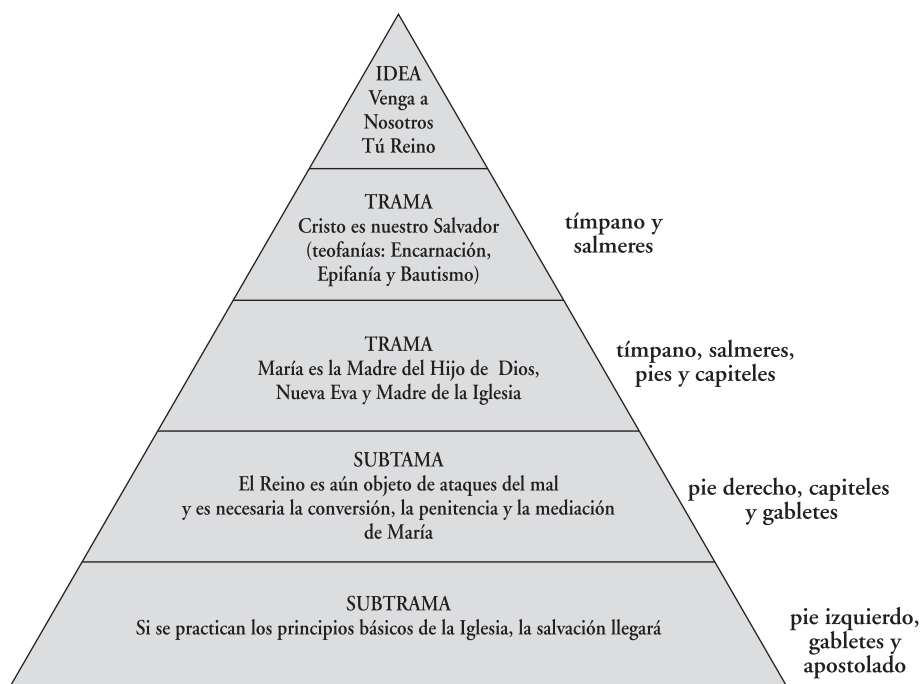 IDEA
Venga a
Nosotros
Tú Reino
TRAMA
Cristo es nuestro Salvador
(teofanías: Encarnación,
Epifanía y Bautismo)
tímpano y
salmeres
TRAMA
María es la Madre del Hijo de Dios,
Nueva Eva y Madre de la Iglesia
tímpano, salmeres,
pies y capiteles
SUBTAMA
El Reino es aún objeto de ataques del mal
y es necesaria la conversión, la penitencia y la mediación
de María
pie derecho, capiteles
y gabletes
SUBTRAMA
Si se practican los principios básicos de la Iglesia, la salvación llegará
pie izquierdo,
gabletes y
apostolado